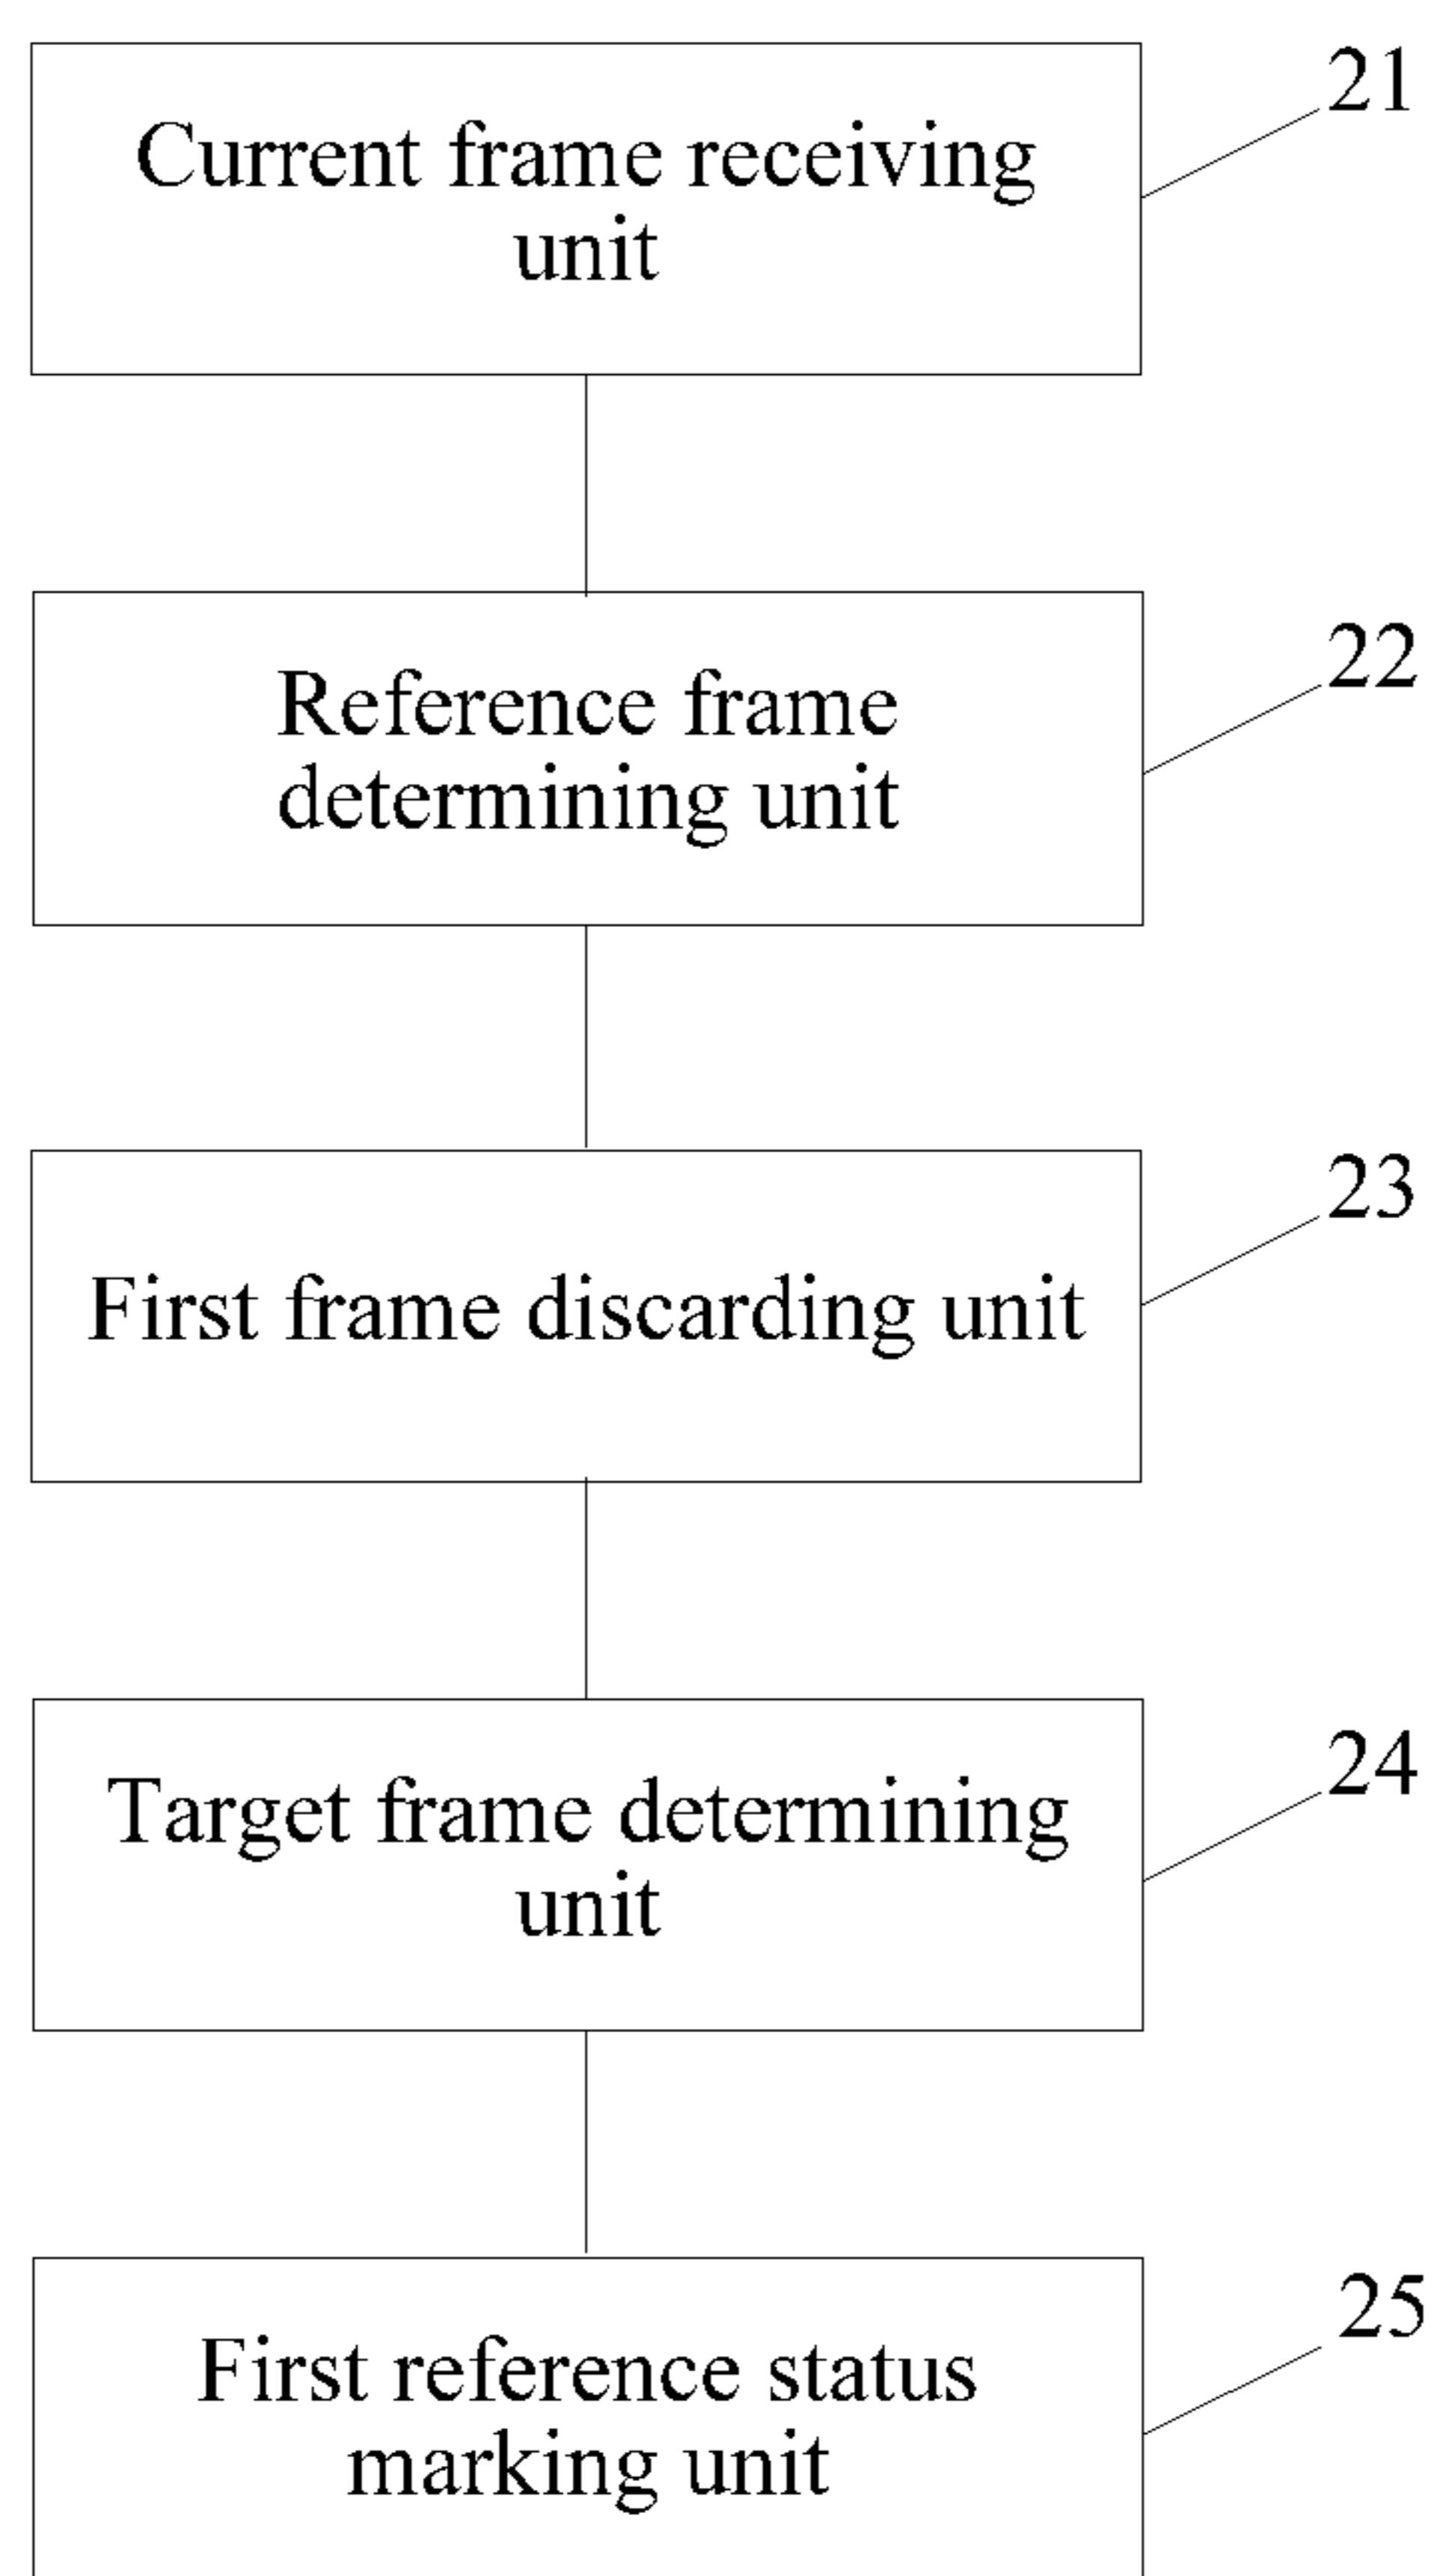 Current frame receiving
unit
21
Reference frame
determining unit
22
First frame discarding unit
23
Target frame determining
unit
24
First reference status
marking unit
25